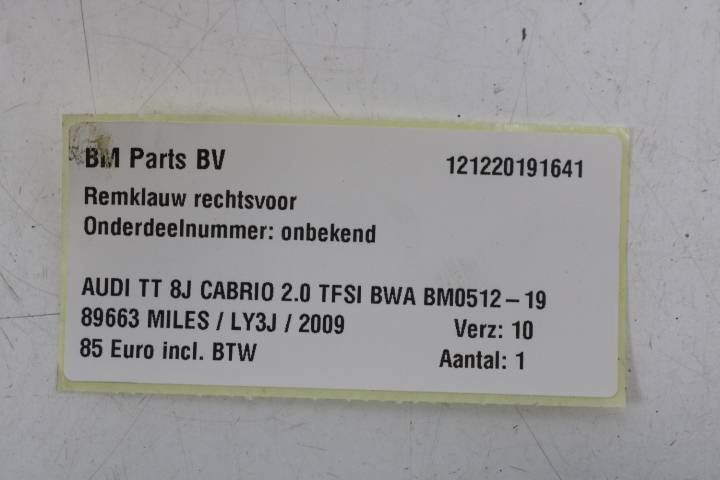 BM Parts BV 121220191641
Remklauw rechtsvoor
Onderdeelnummer: onbekend
AUDI TT 8J CABRIO 2.0 TFSI BWA BM0512-19
89663 MILES / LY3J / 2009 Verz: 10
85 Euro incl. BTW Aantal: 1